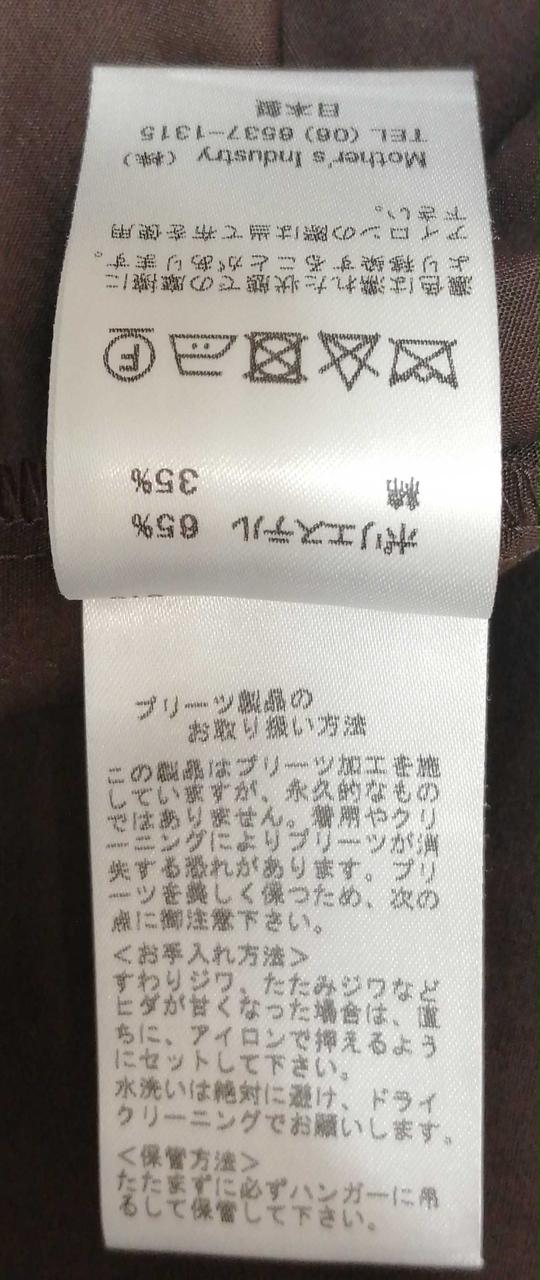 ポリエステル 65%
綿 35%
濃色は濡れた状態での摩擦に
より移染することがあります。
アイロンの際は当て布を使用
下さい。
Mother's Industry (株)
TEL (06) 6537-1315
日本製
プリーツ製品の
お取り扱い方法
この製品はプリーツ加工を施
していますが、永久的なもの
ではありません。着用やクリ
ーニングによりプリーツが消
失する恐れがあります。プリ
ーツを美しく保つため、次の
点に御注意下さい。
<お手入れ方法>
すわりジワ、たたみジワなど
ヒダが甘くなった場合は、直
ちに、アイロンで押えるよう
にセットして下さい。
水洗いは絶対に避け、ドライ
クリーニングでお願いします。
<保管方法>
たたまずに必ずハンガーに吊
るして保管して下さい。